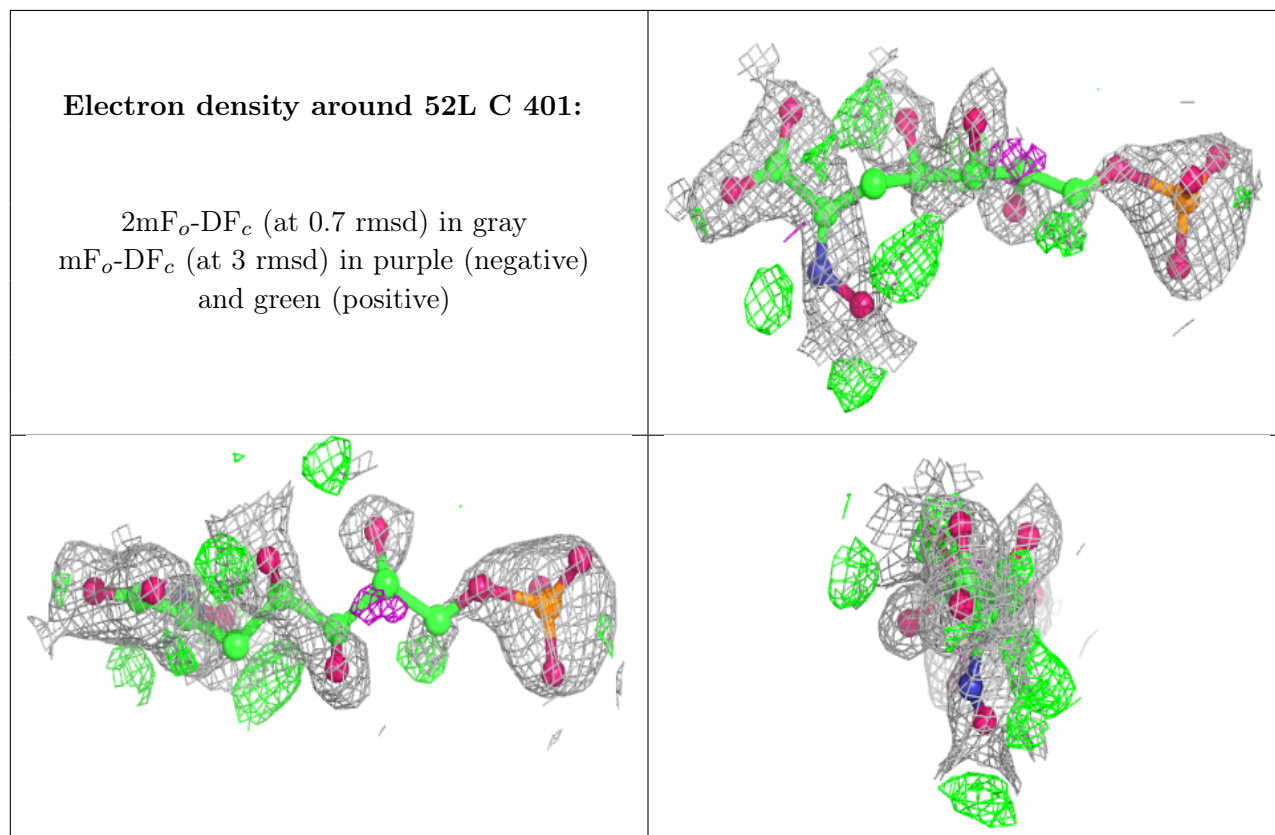 Electron density around 52L C 401:
2mFo-DFc (at 0.7 rmsd) in gray
mFo-DFc (at 3 rmsd) in purple (negative)
and green (positive)